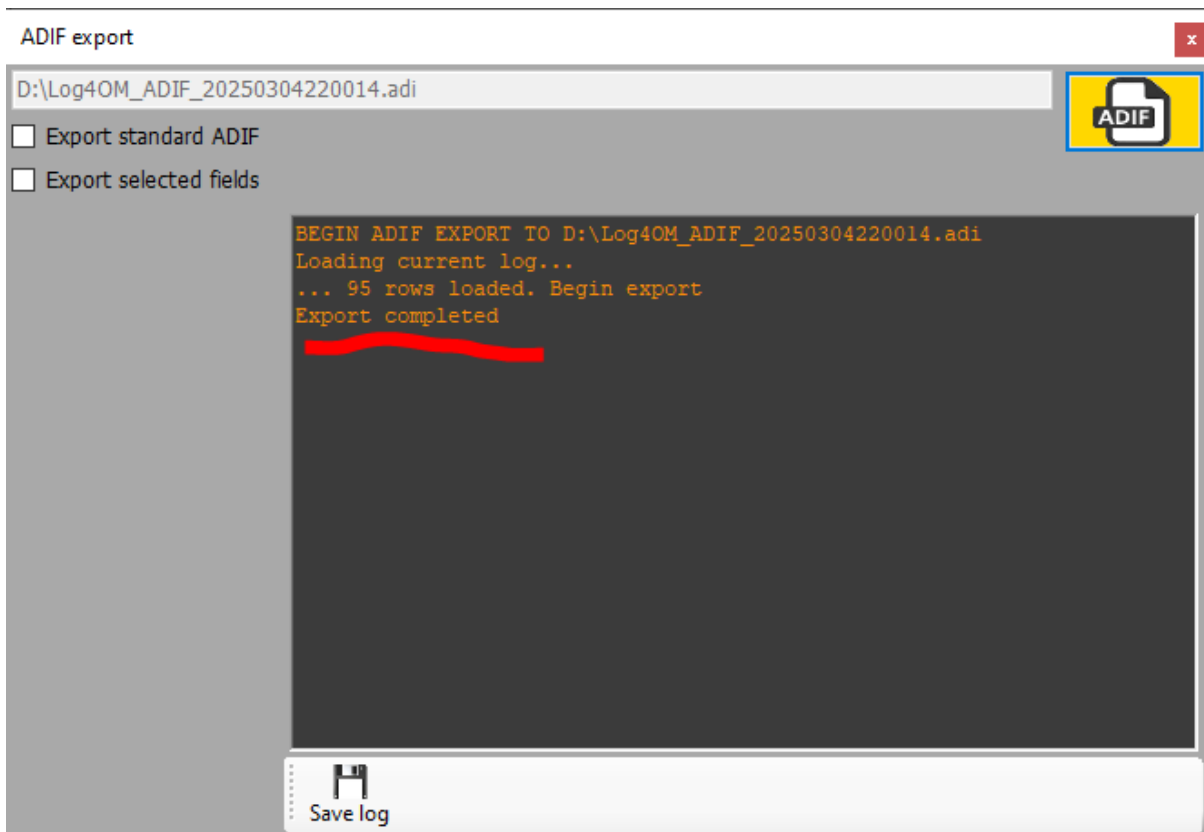 ADIF export
x
D:\Log4OM_ADIF_20250304220014.adi
ADIF
Export standard ADIF
Export selected fields
BEGIN ADIF EXPORT TO D:\Log4OM_ADIF_20250304220014.adi
Loading current log...
... 95 rows loaded. Begin export
Export completed
Save log